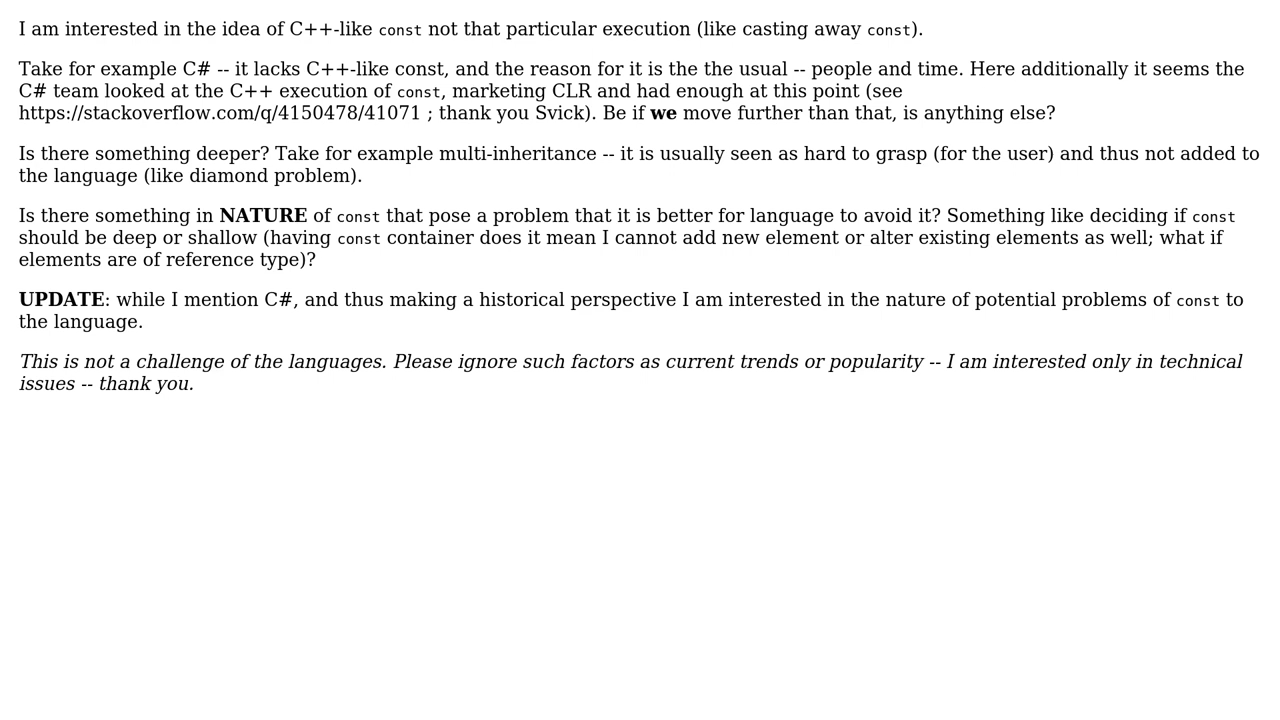 I am interested in the idea of C++-like const not that particular execution (like casting away const).
Take for example C# -- it lacks C++-like const, and the reason for it is the the usual -- people and time. Here additionally it seems the
C# team looked at the C++ execution of const, marketing CLR and had enough at this point (see
https://stackoverflow.com/q/4150478/41071 ; thank you Svick). Be if we move further than that, is anything else?
Is there something deeper? Take for example multi-inheritance -- it is usually seen as hard to grasp (for the user) and thus not added to
the language (like diamond problem).
Is there something in NATURE of const that pose a problem that it is better for language to avoid it? Something like deciding if const
should be deep or shallow (having const container does it mean I cannot add new element or alter existing elements as well; what if
elements are of reference type)?
UPDATE: while I mention C#, and thus making a historical perspective I am interested in the nature of potential problems of const to
the language.
This is not a challenge of the languages. Please ignore such factors as current trends or popularity -- I am interested only in technical
issues -- thank you.